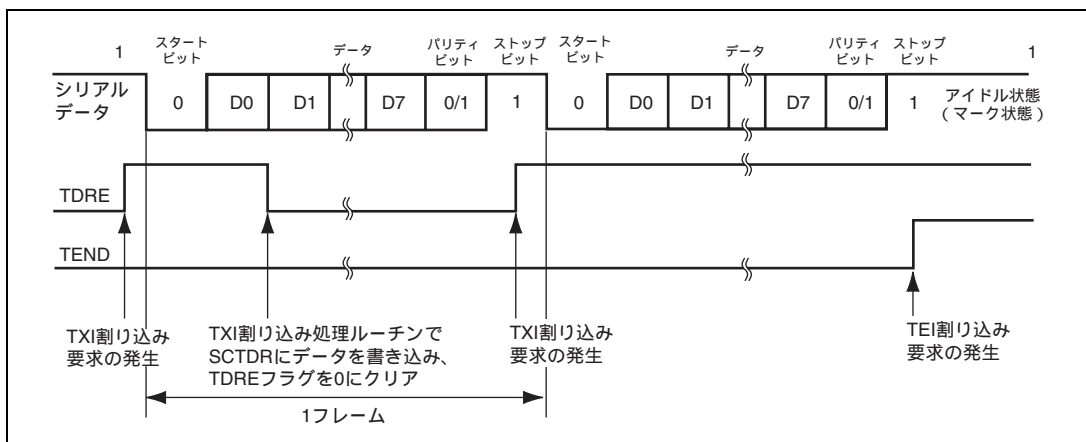 1 スタート ビット データ パリティ ビット ストップ ビット スタート ビット データ パリティ ビット ストップ ビット 1
シリアル
データ
0 D0 D1 D7 0/1 1 0 D0 D1 D7 0/1 1 アイドル状態
(マーク状態)
TDRE
TEND
TXI割り込み
要求の発生
TXI割り込み処理ルーチンで
SCTDRにデータを書き込み、
TDREフラグを0にクリア
TXI割り込み
要求の発生
TEI割り込み
要求の発生
1フレーム